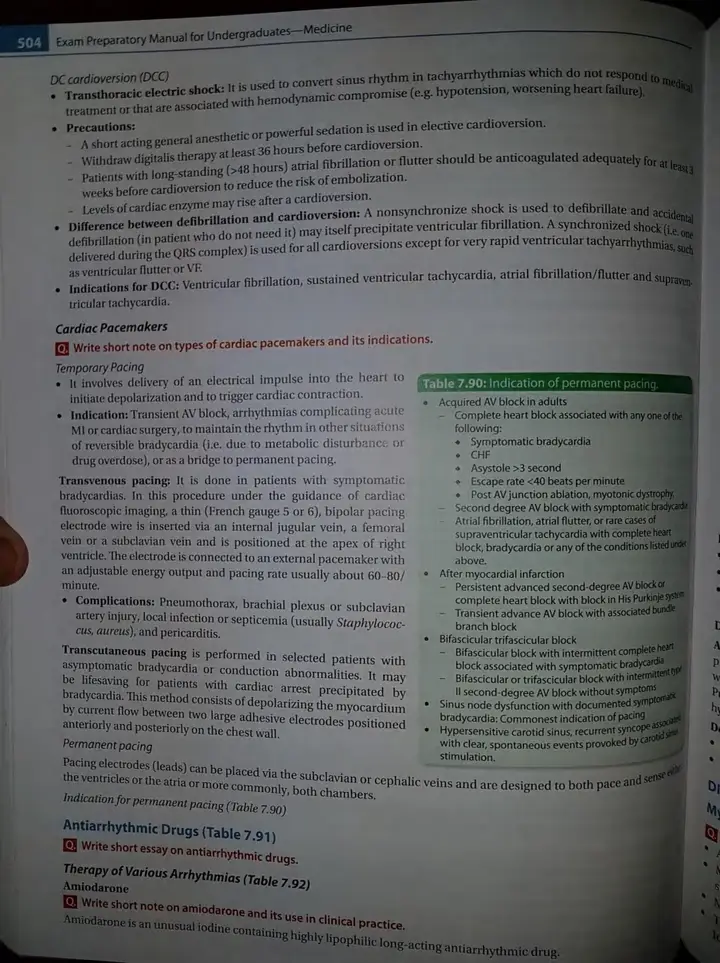 504 Exam Preparatory Manual for Undergraduates—Medicine
DC cardioversion (DCC)
• Transthoracic electric shock: It is used to convert sinus rhythm in tachyarrhythmias which do not respond to medical
treatment or that are associated with hemodynamic compromise (e.g. hypotension, worsening heart failure).
• Precautions:
– A short acting general anesthetic or powerful sedation is used in elective cardioversion.
– Withdraw digitalis therapy at least 36 hours before cardioversion.
– Patients with long-standing (>48 hours) atrial fibrillation or flutter should be anticoagulated adequately for at least 3
weeks before cardioversion to reduce the risk of embolization.
– Levels of cardiac enzyme may rise after a cardioversion.
• Difference between defibrillation and cardioversion: A nonsynchronize shock is used to defibrillate and accidental
defibrillation (in patient who do not need it) may itself precipitate ventricular fibrillation. A synchronized shock (i.e. one
delivered during the QRS complex) is used for all cardioversions except for very rapid ventricular tachyarrhythmias, such
as ventricular flutter or VF.
• Indications for DCC: Ventricular fibrillation, sustained ventricular tachycardia, atrial fibrillation/flutter and supraven-
tricular tachycardia.
Cardiac Pacemakers
Q. Write short note on types of cardiac pacemakers and its indications.
Temporary Pacing
• It involves delivery of an electrical impulse into the heart to
initiate depolarization and to trigger cardiac contraction.
• Indication: Transient AV block, arrhythmias complicating acute
MI or cardiac surgery, to maintain the rhythm in other situations
of reversible bradycardia (i.e. due to metabolic disturbance or
drug overdose), or as a bridge to permanent pacing.
Transvenous pacing: It is done in patients with symptomatic
bradycardias. In this procedure under the guidance of cardiac
fluoroscopic imaging, a thin (French gauge 5 or 6), bipolar pacing
electrode wire is inserted via an internal jugular vein, a femoral
vein or a subclavian vein and is positioned at the apex of right
ventricle. The electrode is connected to an external pacemaker with
an adjustable energy output and pacing rate usually about 60–80/
minute.
• Complications: Pneumothorax, brachial plexus or subclavian
artery injury, local infection or septicemia (usually Staphylococ-
cus, aureus), and pericarditis.
Transcutaneous pacing is performed in selected patients with
asymptomatic bradycardia or conduction abnormalities. It may
be lifesaving for patients with cardiac arrest precipitated by
bradycardia. This method consists of depolarizing the myocardium
by current flow between two large adhesive electrodes positioned
anteriorly and posteriorly on the chest wall.
Table 7.90: Indication of permanent pacing.
• Acquired AV block in adults
– Complete heart block associated with any one of the
following:
◆ Symptomatic bradycardia
◆ CHF
◆ Asystole >3 second
◆ Escape rate <40 beats per minute
◆ Post AV junction ablation, myotonic dystrophy.
– Second degree AV block with symptomatic bradycardia
– Atrial fibrillation, atrial flutter, or rare cases of
supraventricular tachycardia with complete heart
block, bradycardia or any of the conditions listed under
above.
• After myocardial infarction
– Persistent advanced second-degree AV block or
complete heart block with block in His Purkinje system
– Transient advance AV block with associated bundle
branch block
• Bifascicular trifascicular block
– Bifascicular block with intermittent complete heart
block associated with symptomatic bradycardia
– Bifascicular or trifascicular block with intermittent type
II second-degree AV block without symptoms
• Sinus node dysfunction with documented symptomatic
bradycardia: Commonest indication of pacing
• Hypersensitive carotid sinus, recurrent syncope associated
with clear, spontaneous events provoked by carotid sinus
stimulation.
Permanent pacing
Pacing electrodes (leads) can be placed via the subclavian or cephalic veins and are designed to both pace and sense either
the ventricles or the atria or more commonly, both chambers.
Indication for permanent pacing (Table 7.90)
Antiarrhythmic Drugs (Table 7.91)
Q. Write short essay on antiarrhythmic drugs.
Therapy of Various Arrhythmias (Table 7.92)
Amiodarone
Q. Write short note on amiodarone and its use in clinical practice.
Amiodarone is an unusual iodine containing highly lipophilic long-acting antiarrhythmic drug.